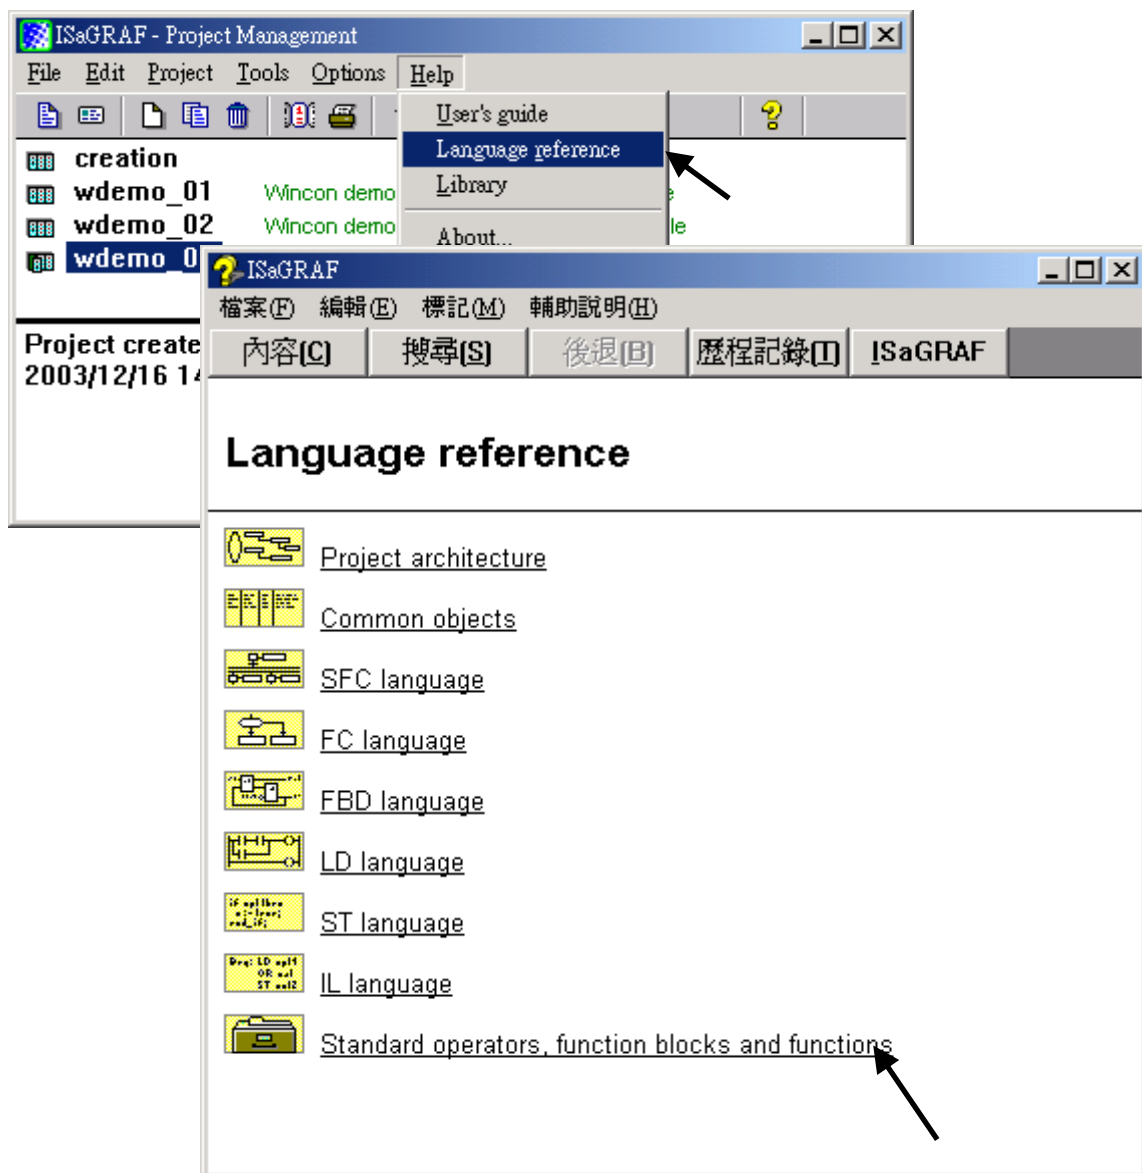 ISaGRAF - Project Management
File Edit Project Tools Options Help
User's guide
Language reference
Library
About...
creation
wdemo_01 Wincon demo
wdemo_02 Wincon demo le
wdemo_0
Project create
2003/12/16 14
ISaGRAF
檔案(F) 編輯(E) 標記(M) 輔助說明(H)
內容(C) 搜尋(S) 後退(B) 歷程記錄(T) ISaGRAF
Language reference
Project architecture
Common objects
SFC language
FC language
FBD language
LD language
ST language
IL language
Standard operators, function blocks and functions